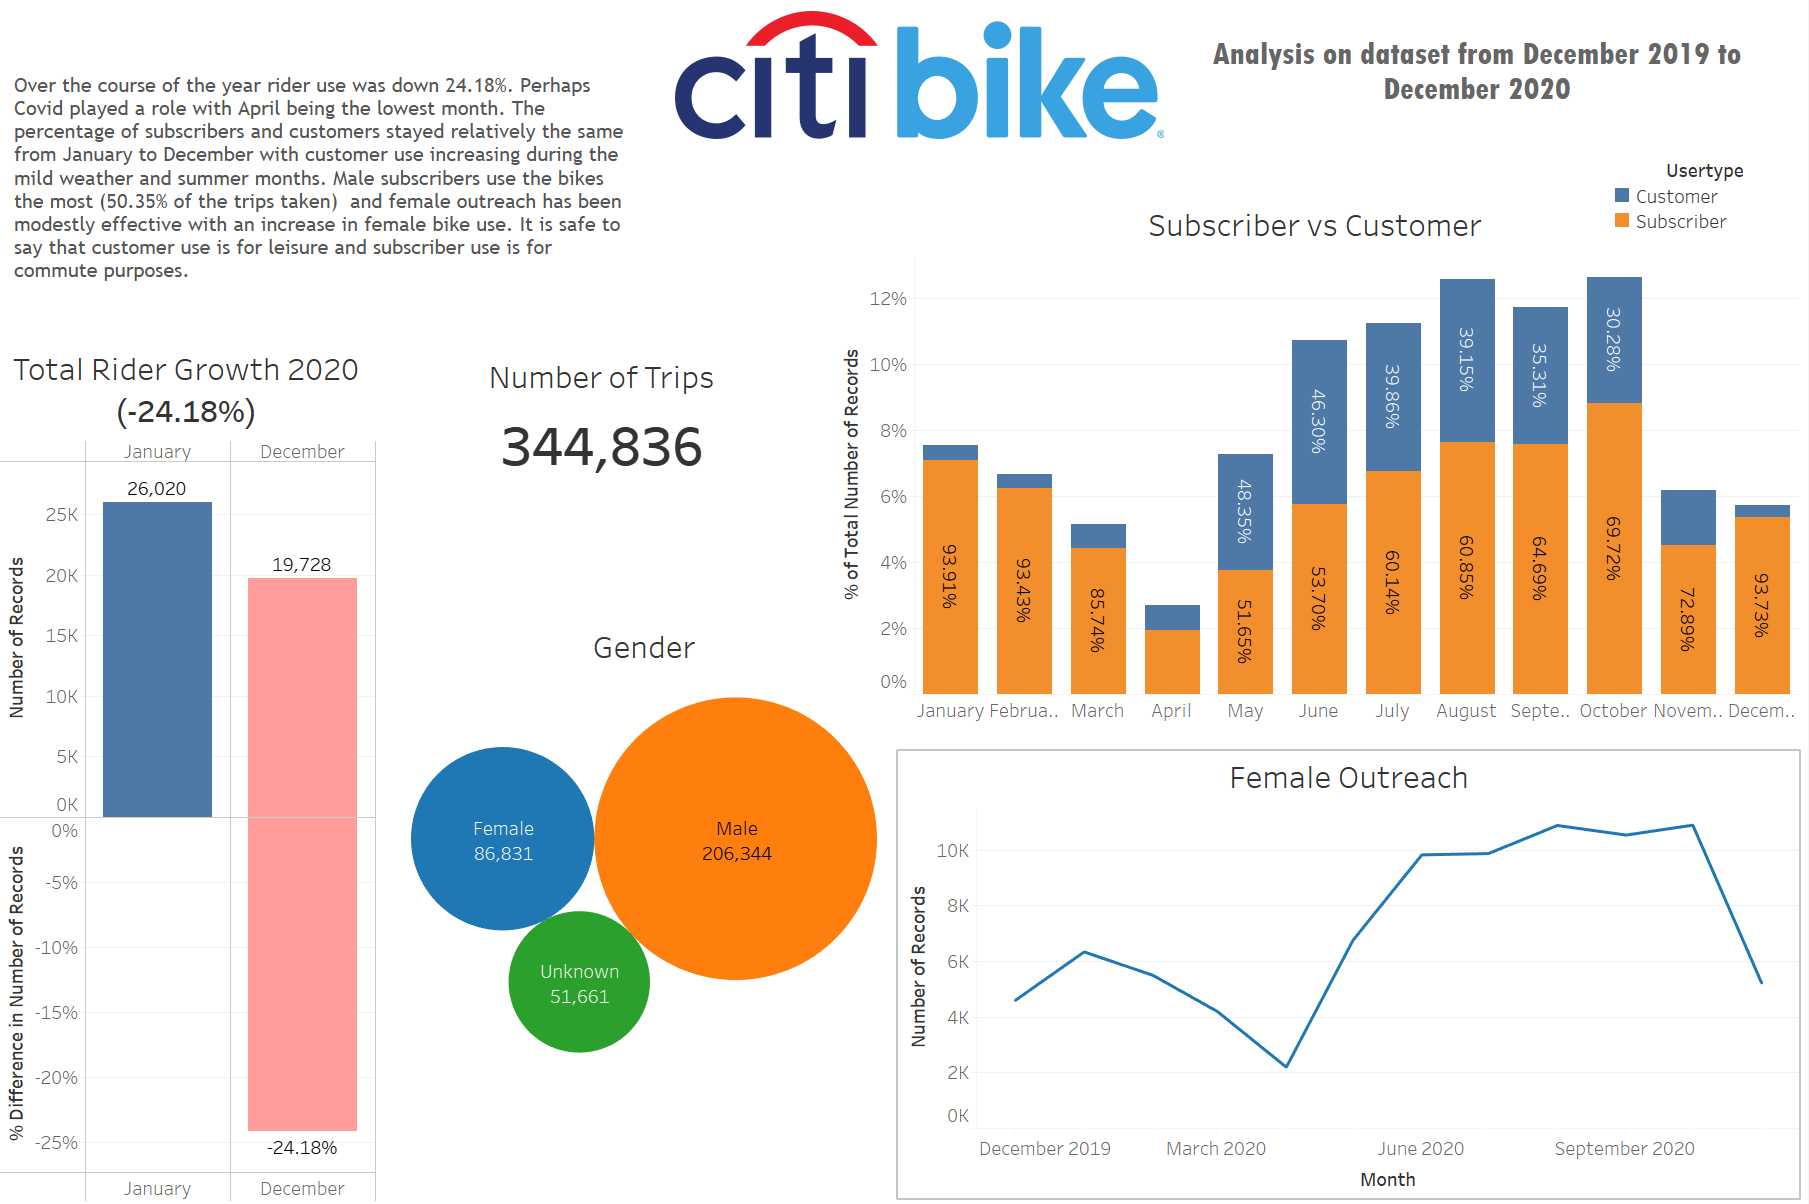 citi bike
®
Analysis on dataset from December 2019 to
December 2020
Over the course of the year rider use was down 24.18%. Perhaps
Covid played a role with April being the lowest month. The
percentage of subscribers and customers stayed relatively the same
from January to December with customer use increasing during the
mild weather and summer months. Male subscribers use the bikes
the most (50.35% of the trips taken)  and female outreach has been
modestly effective with an increase in female bike use. It is safe to
say that customer use is for leisure and subscriber use is for
commute purposes.
Usertype
Customer
Subscriber
Total Rider Growth 2020
(-24.18%)
January
December
Number of Records
25K
20K
15K
10K
5K
0K
26,020
19,728
% Difference in Number of Records
0%
-5%
-10%
-15%
-20%
-25%
-24.18%
January
December
Number of Trips
344,836
Gender
Female
86,831
Male
206,344
Unknown
51,661
Subscriber vs Customer
% of Total Number of Records
12%
10%
8%
6%
4%
2%
0%
93.91%
93.43%
85.74%
48.35%
51.65%
46.30%
53.70%
39.86%
60.14%
39.15%
60.85%
35.31%
64.69%
30.28%
69.72%
72.89%
93.73%
January
Februa..
March
April
May
June
July
August
Septe..
October
Novem..
Decem..
Female Outreach
Number of Records
10K
8K
6K
4K
2K
0K
December 2019
March 2020
June 2020
September 2020
Month